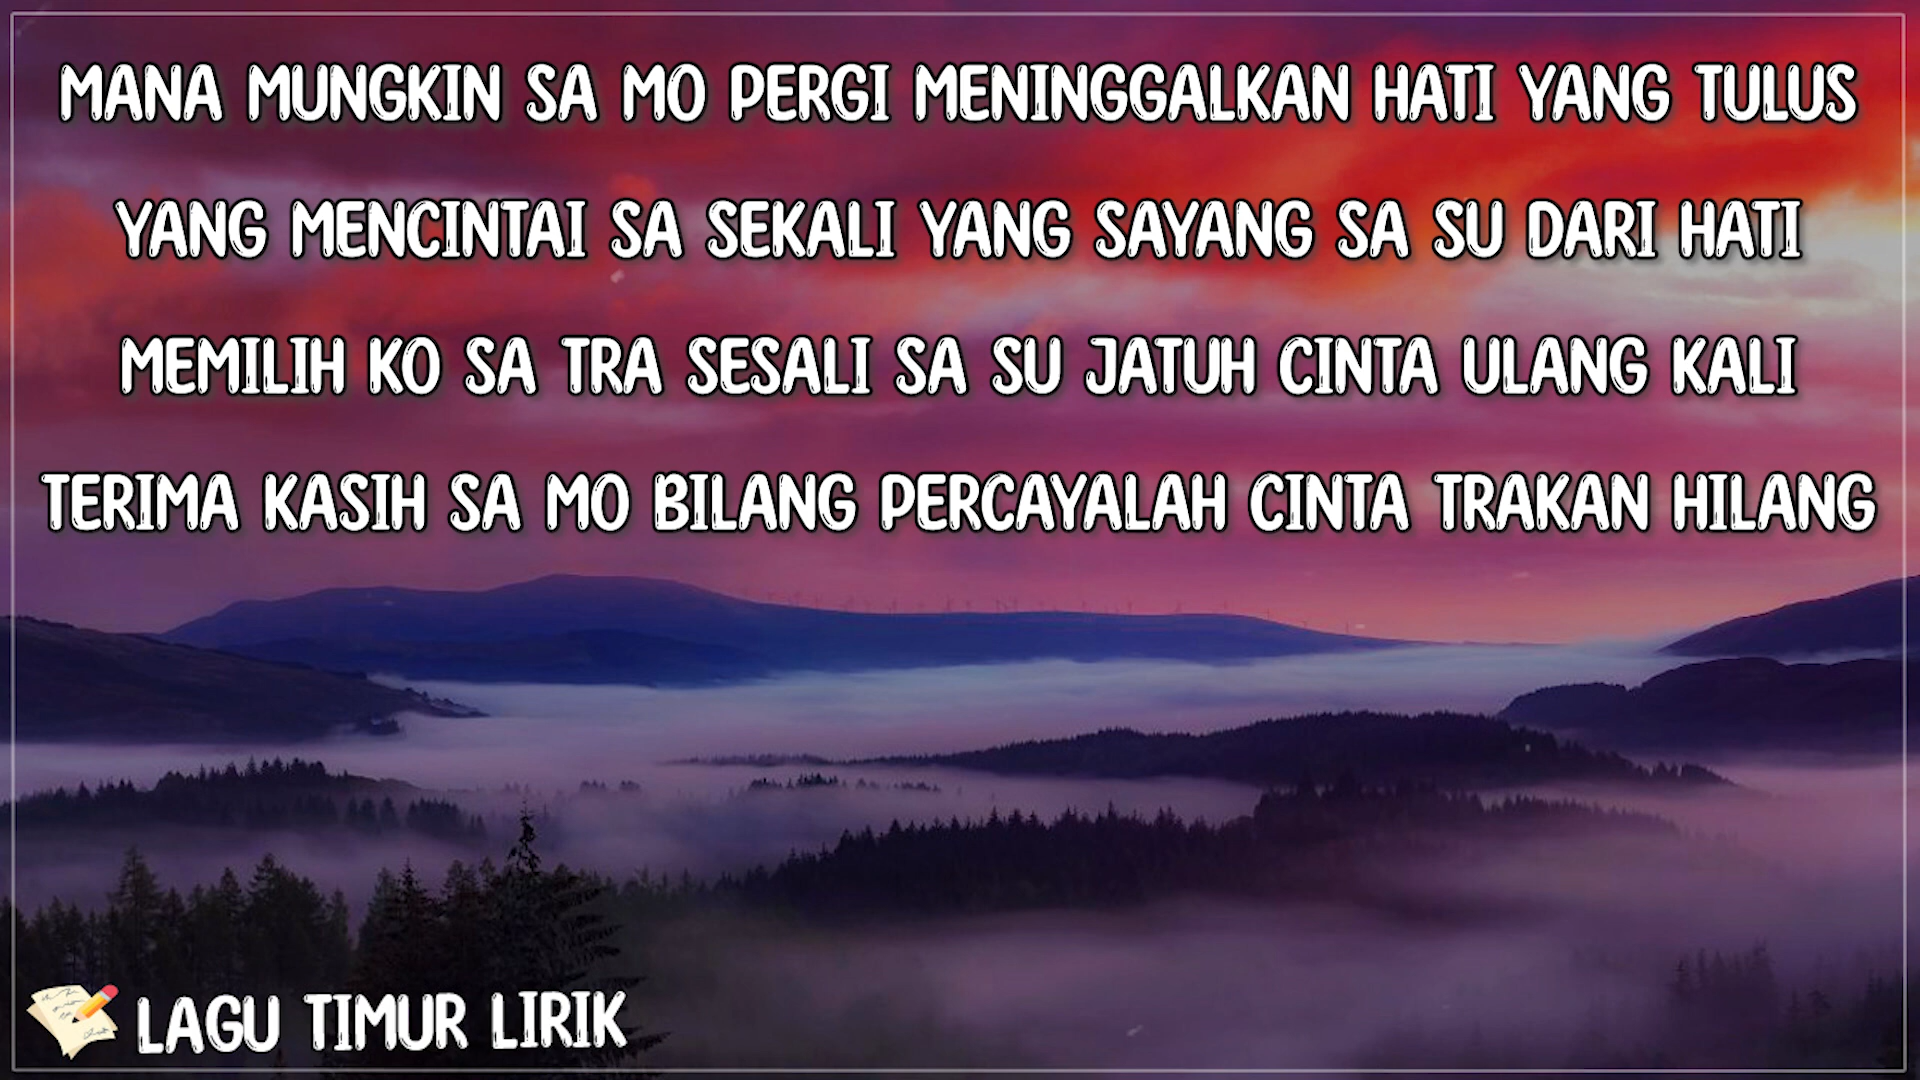 MANA MUNGKIN SA MO PERGI MENINGGALKAN HATI YANG TULUS
YANG MENCINTAI SA SEKALI YANG SAYANG SA SU DARI HATI
MEMILIH KO SA TRA SESALI SA SU JATUH CINTA ULANG KALI
TERIMA KASIH SA MO BILANG PERCAYALAH CINTA TRAKAN HILANG
LAGU TIMUR LIRIK